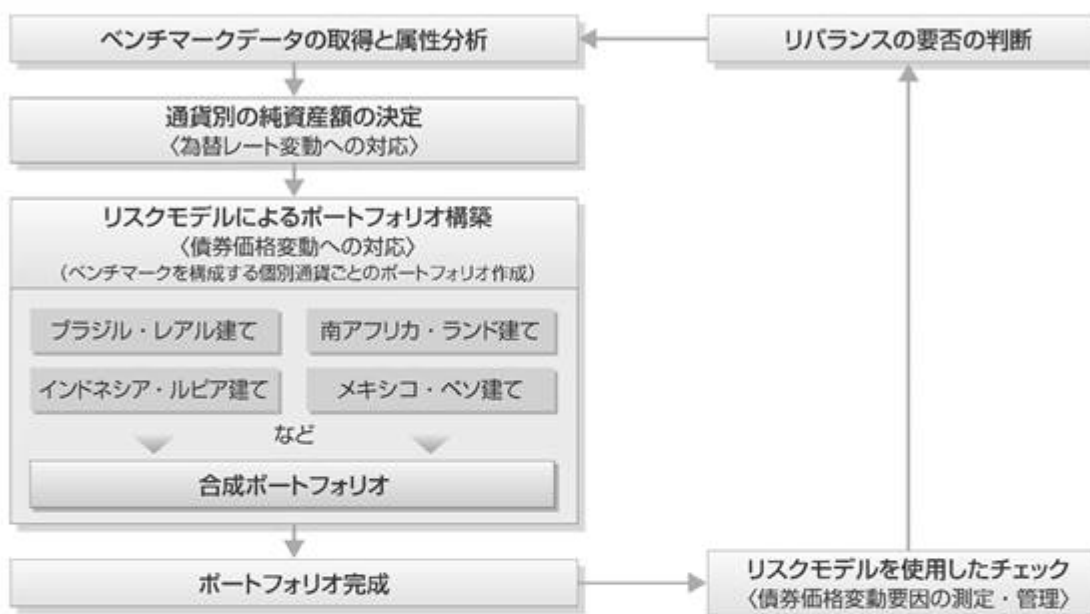 ベンチマークデータの取得と属性分析
リバランスの要否の判断
通貨別の純資産額の決定
〈為替レート変動への対応〉
リスクモデルによるポートフォリオ構築
〈債券価格変動への対応〉
（ベンチマークを構成する個別通貨ごとのポートフォリオ作成）
ブラジル・レアル建て
南アフリカ・ランド建て
インドネシア・ルピア建て
メキシコ・ペソ建て
など
合成ポートフォリオ
ポートフォリオ完成
リスクモデルを使用したチェック
〈債券価格変動要因の測定・管理〉